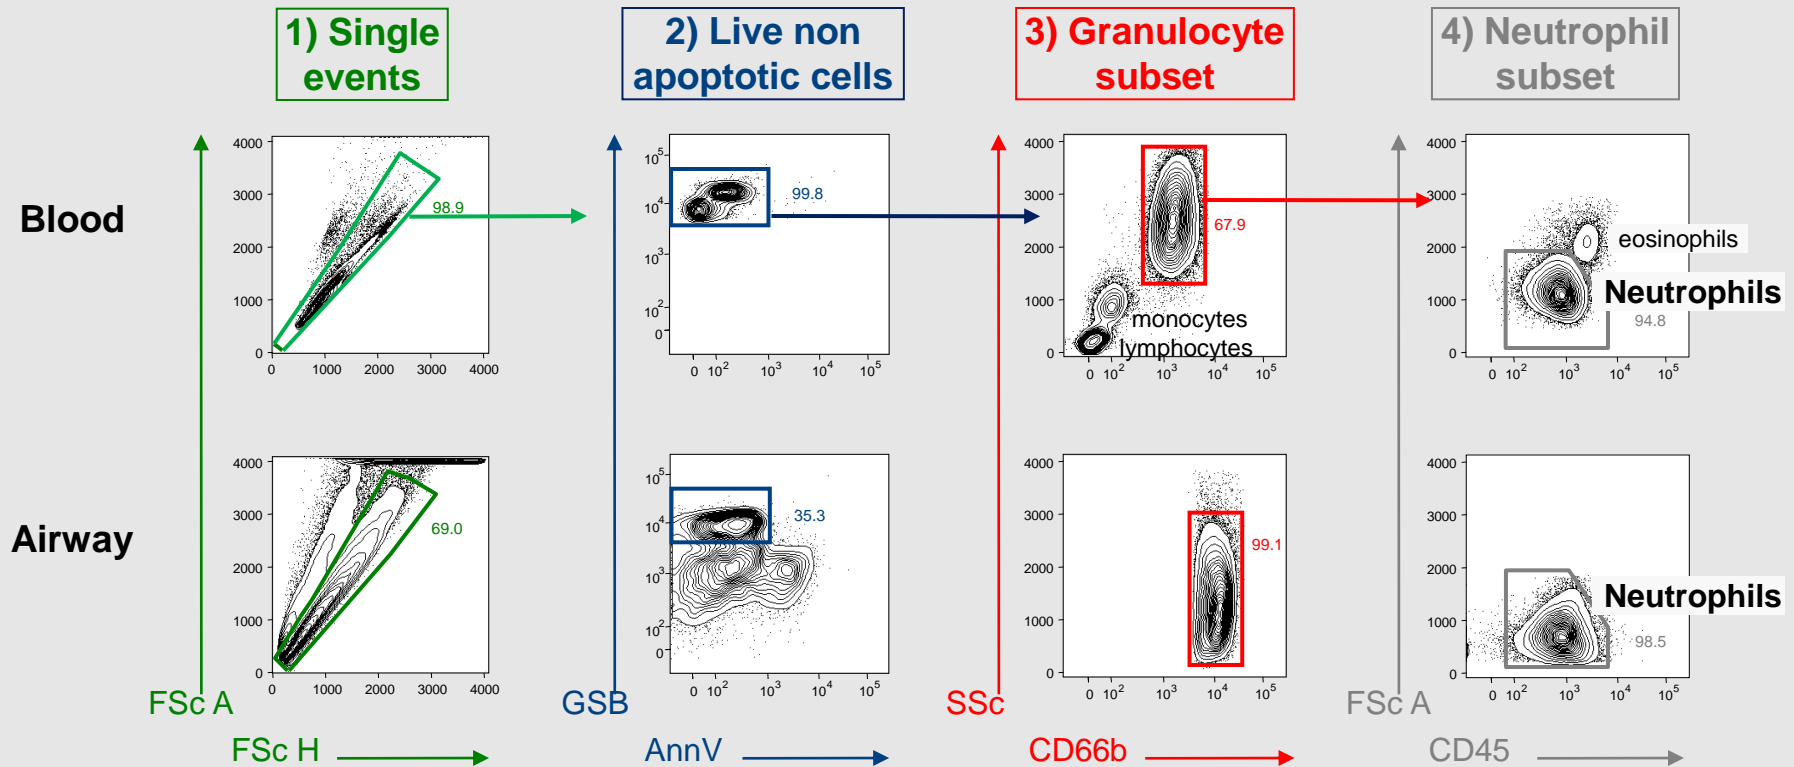 1) Single
events
2) Live non
apoptotic cells
3) Granulocyte
subset
4) Neutrophil
subset
Blood
4000
3000
2000
1000
0
0 1000 2000 3000 4000
98.9
10^5
10^4
10^3
10^2
0
0 10^2 10^3 10^4 10^5
99.8
4000
3000
2000
1000
0
0 10^2 10^3 10^4 10^5
67.9
monocytes
lymphocytes
4000
3000
2000
1000
0
0 10^2 10^3 10^4 10^5
eosinophils
Neutrophils
94.8
Airway
4000
3000
2000
1000
0
0 1000 2000 3000 4000
69.0
10^5
10^4
10^3
10^2
0
0 10^2 10^3 10^4 10^5
35.3
4000
3000
2000
1000
0
0 10^2 10^3 10^4 10^5
99.1
4000
3000
2000
1000
0
0 10^2 10^3 10^4 10^5
Neutrophils
98.5
FSc A
GSB
SSc
FSc A
FSc H
AnnV
CD66b
CD45